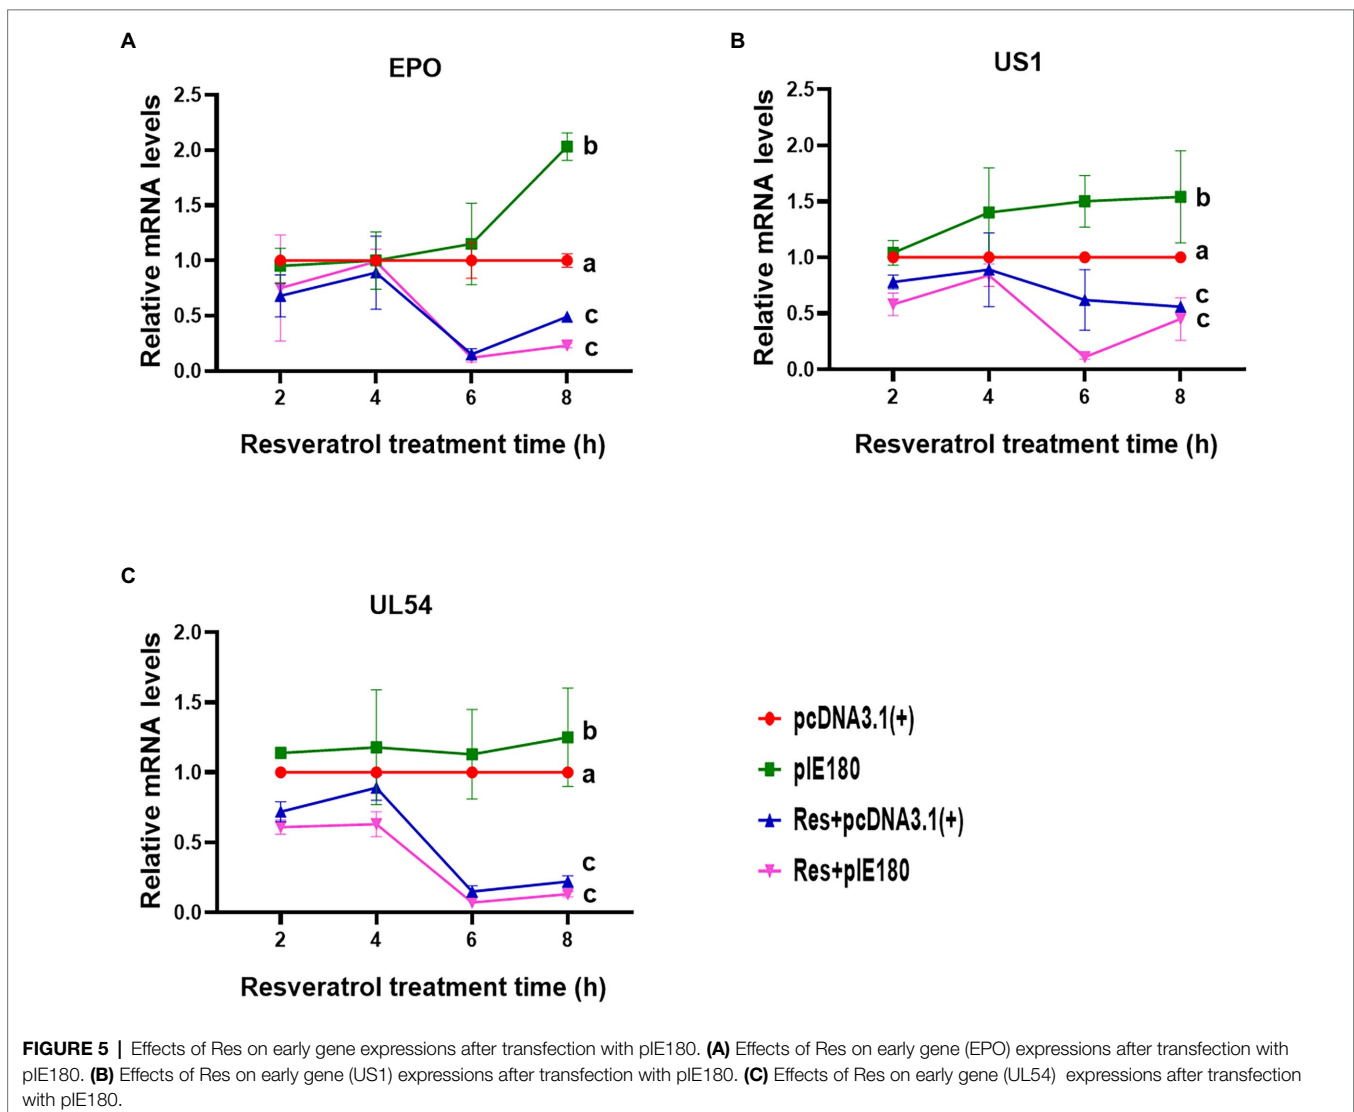 A
EPO
Relative mRNA levels
2.5
2.0
1.5
1.0
0.5
0.0
b
a
c
c
2 4 6 8
Resveratrol treatment time (h)
B
US1
Relative mRNA levels
2.5
2.0
1.5
1.0
0.5
0.0
b
a
c
c
2 4 6 8
Resveratrol treatment time (h)
C
UL54
Relative mRNA levels
2.0
1.5
1.0
0.5
0.0
b
a
c
c
2 4 6 8
Resveratrol treatment time (h)
pcDNA3.1(+)
pIE180
Res+pcDNA3.1(+)
Res+pIE180
FIGURE 5 | Effects of Res on early gene expressions after transfection with pIE180. (A) Effects of Res on early gene (EPO) expressions after transfection with
pIE180. (B) Effects of Res on early gene (US1) expressions after transfection with pIE180. (C) Effects of Res on early gene (UL54) expressions after transfection
with pIE180.